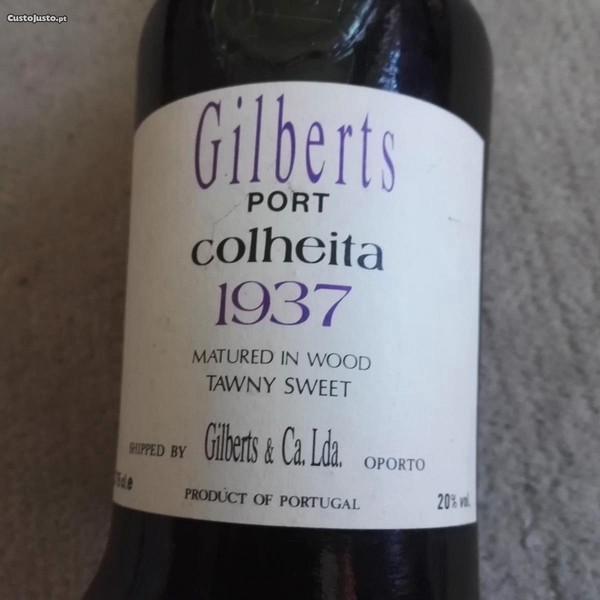 CustoJusto.pt
Gilberts
PORT
colheita
1937
MATURED IN WOOD
TAWNY SWEET
SHIPPED BY Gilberts & Ca. Lda. OPORTO
PRODUCT OF PORTUGAL 20% vol.